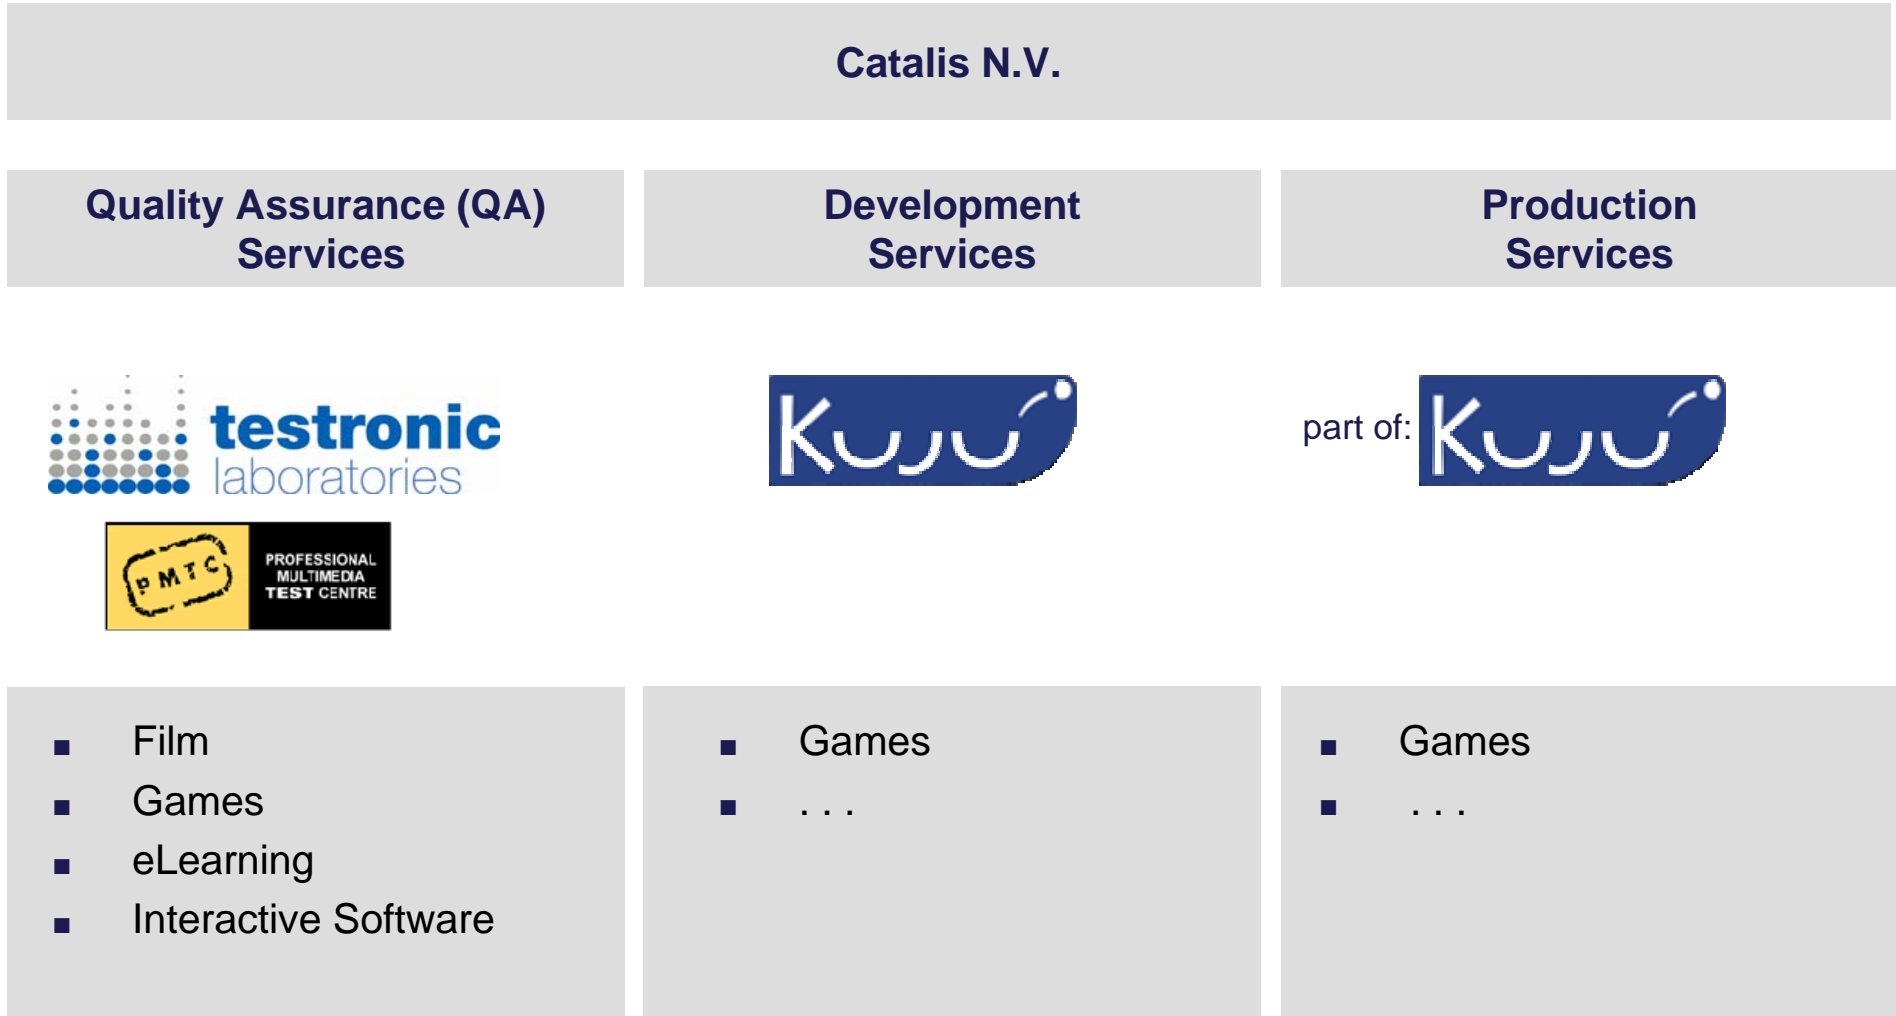 Catalis N.V.
Quality Assurance (QA)
Services
Development
Services
Production
Services
testronic
laboratories
PMTC
PROFESSIONAL
MULTIMEDIA
TEST CENTRE
Kuju
part of:
Kuju
■ Film
■ Games
■ eLearning
■ Interactive Software
■ Games
■ . . .
■ Games
■ . . .